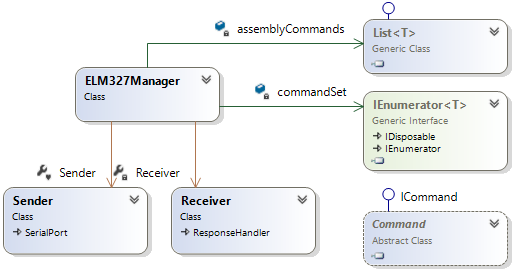 assemblyCommands
List<T>
Generic Class
ELM327Manager
Class
commandSet
IEnumerator<T>
Generic Interface
IDisposable
IEnumerator
Sender
Receiver
Sender
Class
SerialPort
Receiver
Class
ResponseHandler
ICommand
Command
Abstract Class